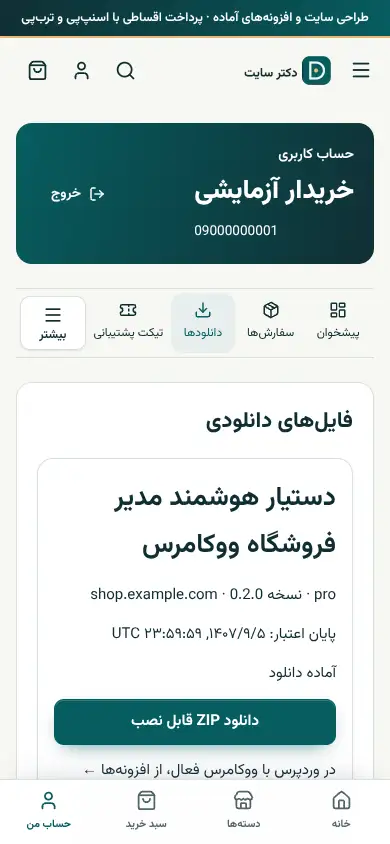 طراحی سایت و افزونه‌های آماده · پرداخت اقساطی با اسنپ‌پی و ترب‌پی
دکتر سایت
حساب کاربری
خریدار آزمایشی
خروج
09000000001
پیشخوان
سفارش‌ها
دانلودها
تیکت پشتیبانی
بیشتر
فایل‌های دانلودی
دستیار هوشمند مدیر
فروشگاه ووکامرس
pro · نسخه 0.2.0 · shop.example.com
پایان اعتبار: ۱۴۰۷/۹/۵, ۲۳:۵۹:۵۹ UTC
آماده دانلود
دانلود ZIP قابل نصب
در وردپرس با ووکامرس فعال، از افزونه‌ها ←
خانه
دسته‌ها
سبد خرید
حساب من